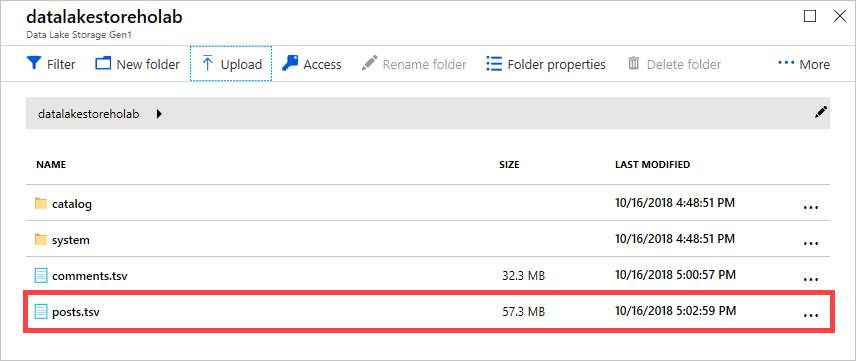 datalakestoreholab
Data Lake Storage Gen1
Filter New folder Upload Access Rename folder Folder properties Delete folder More
datalakestoreholab
NAME SIZE LAST MODIFIED
catalog 10/16/2018 4:48:51 PM
system 10/16/2018 4:48:51 PM
comments.tsv 32.3 MB 10/16/2018 5:00:57 PM
posts.tsv 57.3 MB 10/16/2018 5:02:59 PM